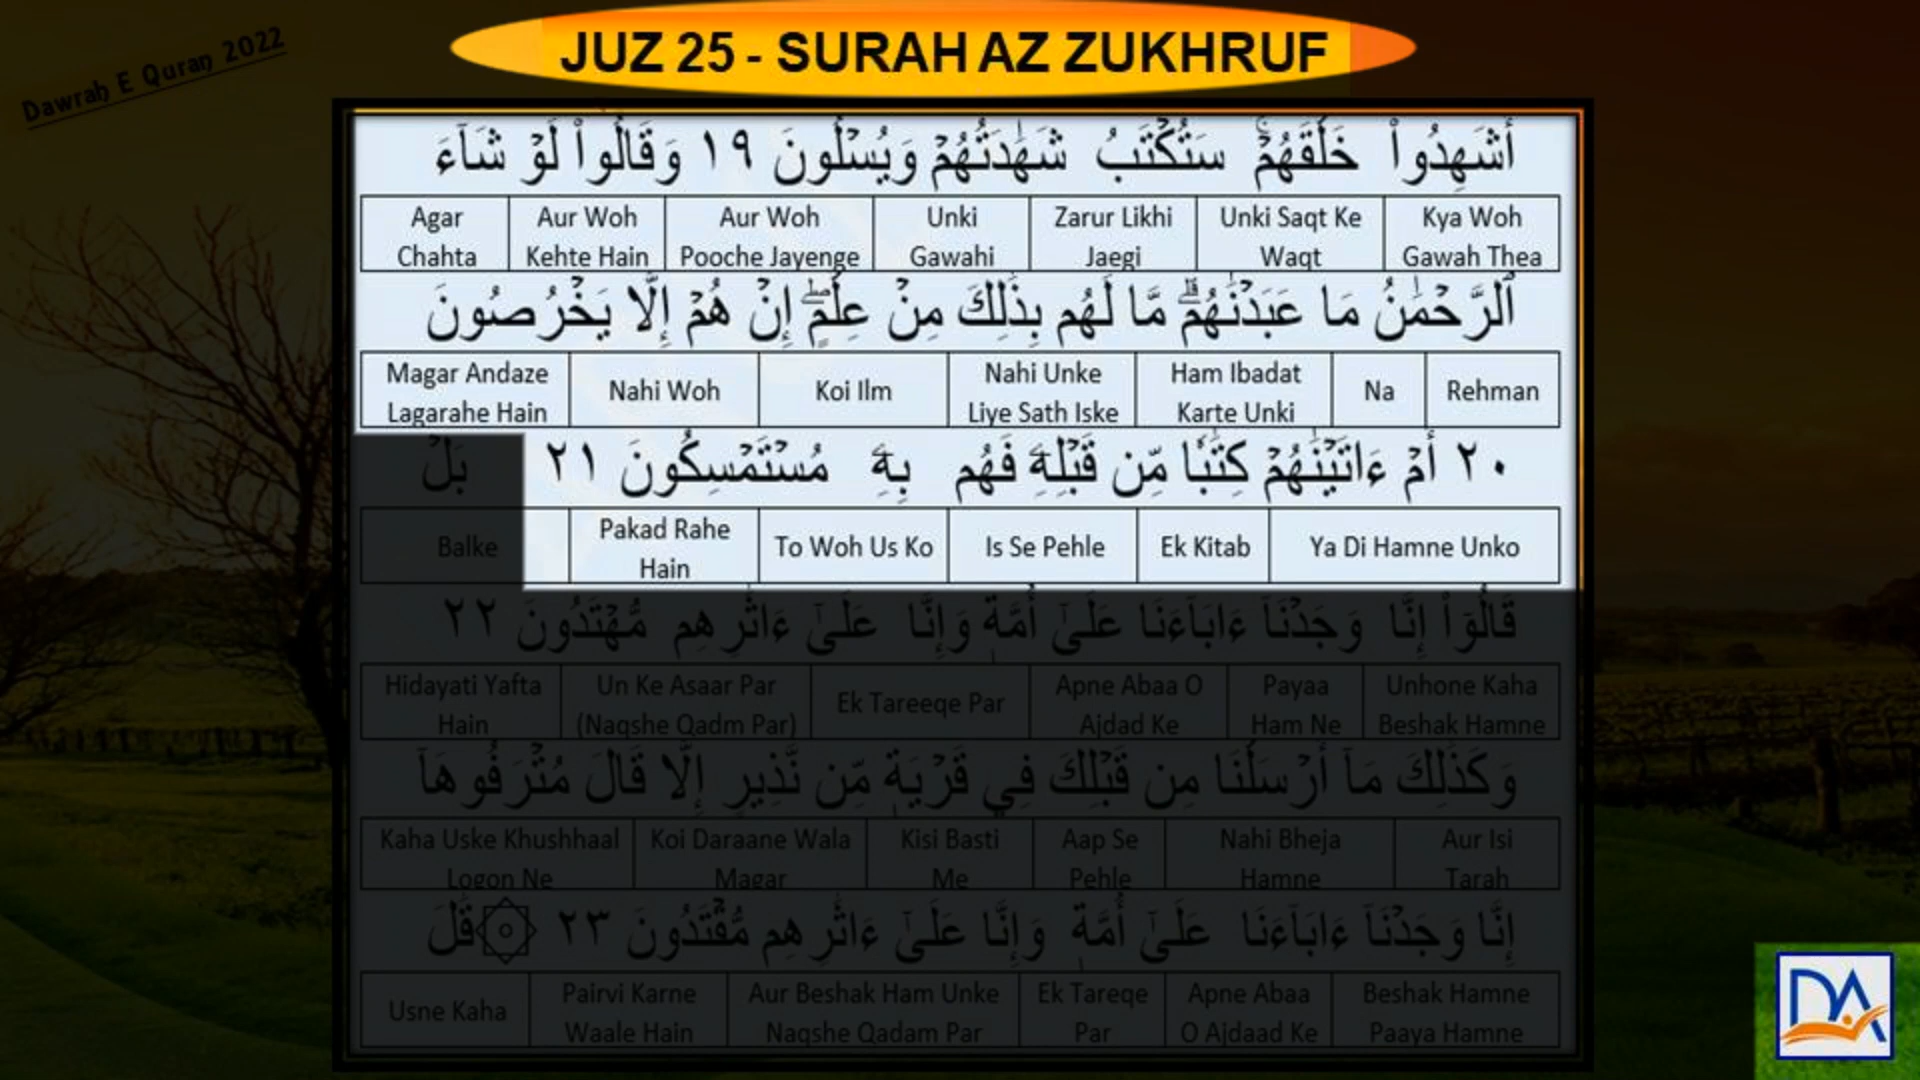 Dawrah E Quran 2022
JUZ 25 - SURAH AZ ZUKHRUF
أَشَهِدُواْ خَلۡقَهُمۡۚ سَتُكۡتَبُ شَهَٰدَتُهُمۡ وَيُسۡـَٔلُونَ ١٩ وَقَالُواْ لَوۡ شَآءَ
Agar Chahta | Aur Woh Kehte Hain | Aur Woh Pooche Jayenge | Unki Gawahi | Zarur Likhi Jaegi | Unki Saqt Ke Waqt | Kya Woh Gawah Thea
ٱلرَّحۡمَٰنُ مَا عَبَدۡنَٰهُمۗ مَّا لَهُم بِذَٰلِكَ مِنۡ عِلۡمٍۖ إِنۡ هُمۡ إِلَّا يَخۡرُصُونَ
Magar Andaze Lagarahe Hain | Nahi Woh | Koi Ilm | Nahi Unke Liye Sath Iske | Ham Ibadat Karte Unki | Na | Rehman
٢٠ أَمۡ ءَاتَيۡنَٰهُمۡ كِتَٰبٗا مِّن قَبۡلِهِۦ فَهُم بِهِۦ مُسۡتَمۡسِكُونَ ٢١ بَلۡ
Balke | Pakad Rahe Hain | To Woh Us Ko | Is Se Pehle | Ek Kitab | Ya Di Hamne Unko
قَالُوٓاْ إِنَّا وَجَدۡنَآ ءَابَآءَنَا عَلَىٰٓ أُمَّةٖ وَإِنَّا عَلَىٰٓ ءَاثَٰرِهِم مُّهۡتَدُونَ ٢٢
Hidayati Yafta Hain | Un Ke Asaar Par (Naqshe Qadm Par) | Ek Tareeqe Par | Apne Abaa O Ajdad Ke | Payaa Ham Ne | Unhone Kaha Beshak Hamne
وَكَذَٰلِكَ مَآ أَرۡسَلۡنَا مِن قَبۡلِكَ فِي قَرۡيَةٖ مِّن نَّذِيرٍ إِلَّا قَالَ مُتۡرَفُوهَآ
Kaha Uske Khushhaal Logon Ne | Koi Daraane Wala Magar | Kisi Basti Me | Aap Se Pehle | Nahi Bheja Hamne | Aur Isi Tarah
إِنَّا وَجَدۡنَآ ءَابَآءَنَا عَلَىٰٓ أُمَّةٖ وَإِنَّا عَلَىٰٓ ءَاثَٰرِهِم مُّقۡتَدُونَ ٢٣ ۞قَٰلَ
Usne Kaha | Pairvi Karne Waale Hain | Aur Beshak Ham Unke Naqshe Qadam Par | Ek Tareqe Par | Apne Abaa O Ajdaad Ke | Beshak Hamne Paaya Hamne
DA